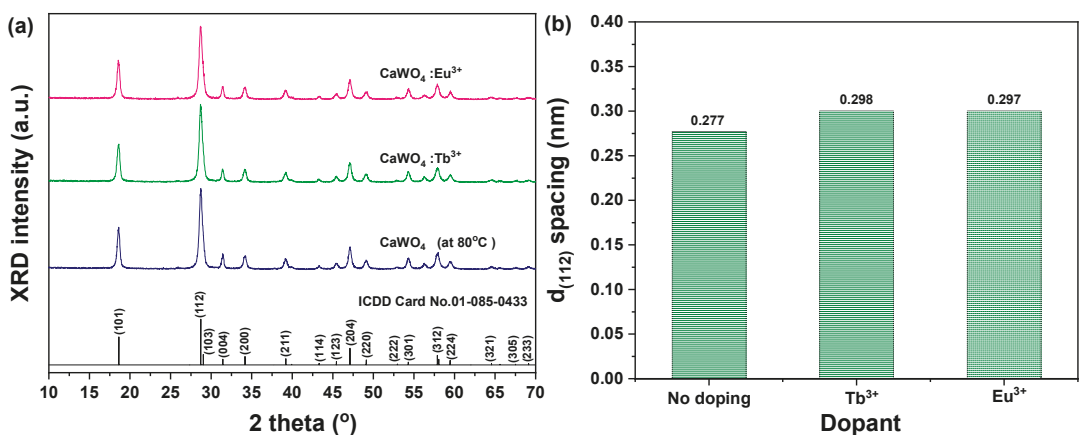 (a)
XRD intensity (a.u.)
CaWO₄ :Eu³⁺
CaWO₄ :Tb³⁺
CaWO₄ (at 80°C )
ICDD Card No.01-085-0433
(101)
(112)
(103)
(004)
(200)
(211)
(114)
(123)
(204)
(220)
(222)
(301)
(312)
(224)
(321)
(305)
(233)
10 15 20 25 30 35 40 45 50 55 60 65 70
2 theta (°)
(b)
d₍₁₁₂₎ spacing (nm)
0.40
0.35
0.30
0.25
0.20
0.15
0.10
0.05
0.00
0.277
0.298
0.297
No doping Tb³⁺ Eu³⁺
Dopant